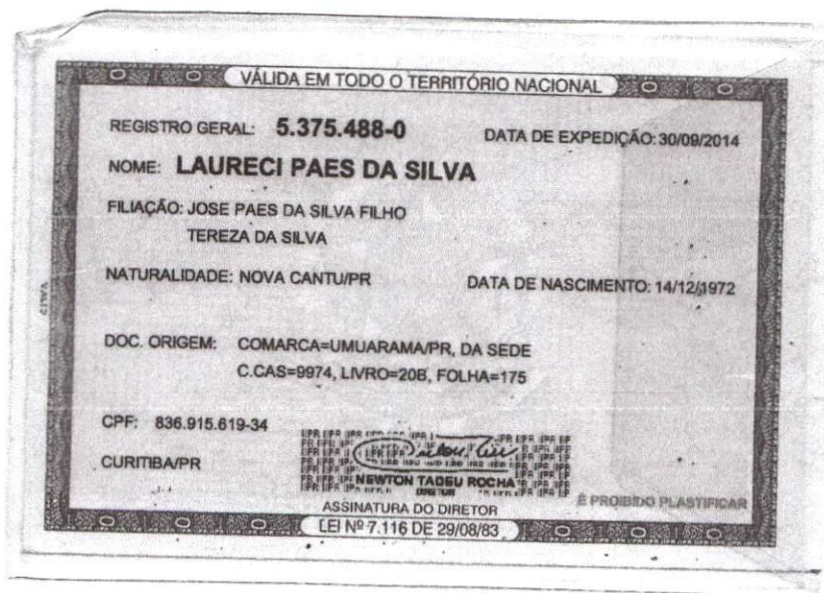 VÁLIDA EM TODO O TERRITÓRIO NACIONAL
REGISTRO GERAL: 5.375.488-0 DATA DE EXPEDIÇÃO: 30/09/2014
NOME: LAURECI PAES DA SILVA
FILIAÇÃO: JOSE PAES DA SILVA FILHO
TEREZA DA SILVA
NATURALIDADE: NOVA CANTU/PR DATA DE NASCIMENTO: 14/12/1972
DOC. ORIGEM: COMARCA=UMUARAMA/PR, DA SEDE
C.CAS=9974, LIVRO=20B, FOLHA=175
CPF: 836.915.619-34
CURITIBA/PR
NEWTON TADEU ROCHA
DIRETOR
ASSINATURA DO DIRETOR
É PROIBIDO PLASTIFICAR
LEI Nº 7.116 DE 29/08/83